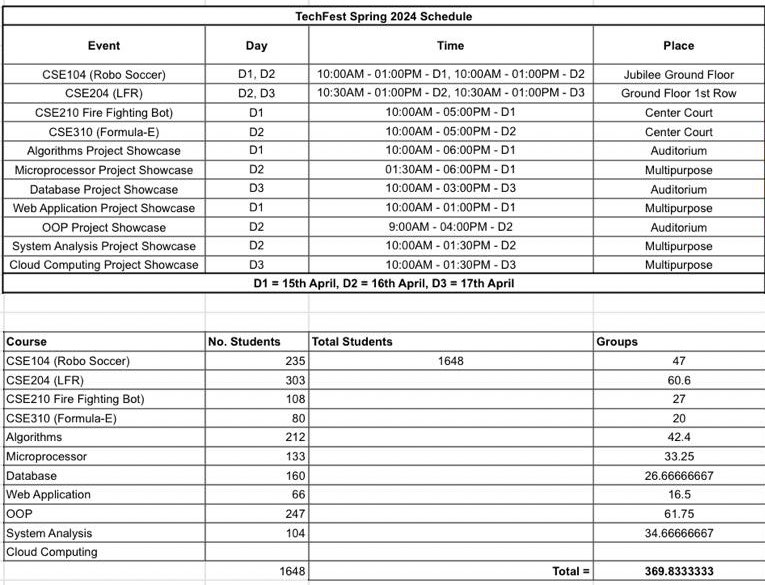 TechFest Spring 2024 Schedule
Event Day Time Place
CSE104 (Robo Soccer) D1, D2 10:00AM - 01:00PM - D1, 10:00AM - 01:00PM - D2 Jubilee Ground Floor
CSE204 (LFR) D2, D3 10:30AM - 01:00PM - D2, 10:30AM - 01:00PM - D3 Ground Floor 1st Row
CSE210 Fire Fighting Bot) D1 10:00AM - 05:00PM - D1 Center Court
CSE310 (Formula-E) D2 10:00AM - 05:00PM - D2) Center Court
Algorithms Project Showcase D1 10:00AM - 06:00PM - D1 Auditorium
Microprocessor Project Showcase D2 01:30AM - 06:00PM - D1 Multipurpose
Database Project Showcase D3 10:00AM - 03:00PM - D3 Auditorium
Web Application Project Showcase D1 10:00AM - 01:00PM - D1 Multipurpose
OOP Project Showcase D2 9:00AM - 04:00PM - D2 Auditorium
System Analysis Project Showcase D2 10:00AM - 01:30PM - D2 Multipurpose
Cloud Computing Project Showcase D3 10:00AM - 01:30PM - D3 Multipurpose
D1 = 15th April, D2 = 16th April, D3 = 17th April
Course No. Students Total Students Groups
CSE104 (Robo Soccer) 235 1648 47
CSE204 (LFR) 303 60.6
CSE210 Fire Fighting Bot) 108 27
CSE310 (Formula-E) 80 20
Algorithms 212 42.4
Microprocessor 133 33.25
Database 160 26.66666667
Web Application 66 16.5
OOP 247 61.75
System Analysis 104 34.66666667
Cloud Computing
1648 Total = 369.8333333